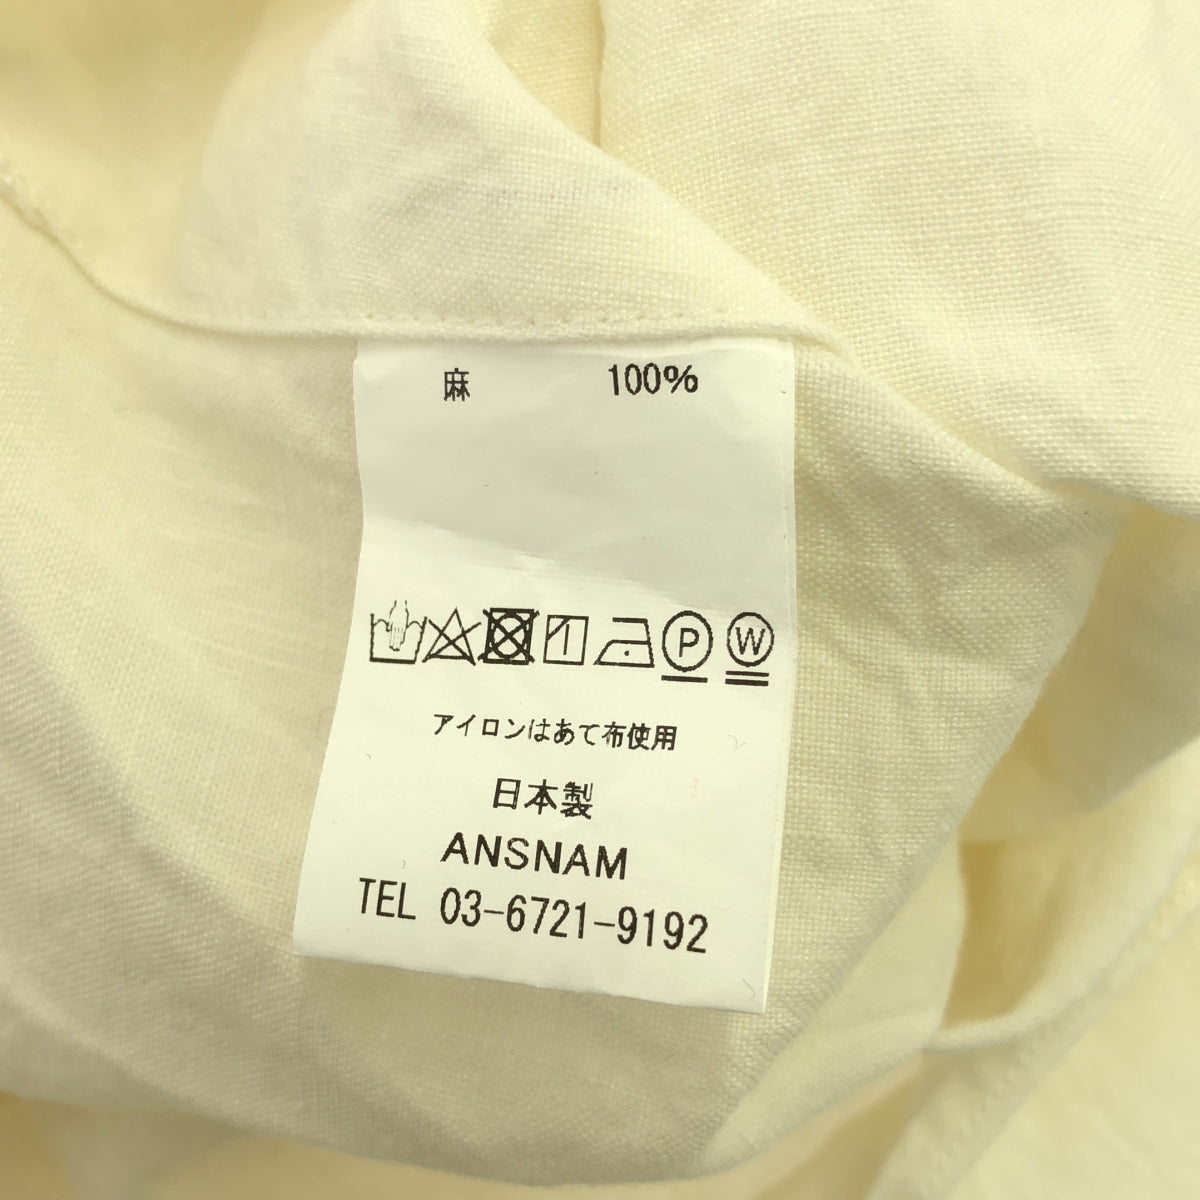 麻 100%
P W
アイロンはあて布使用
日本製
ANSNAM
TEL 03-6721-9192